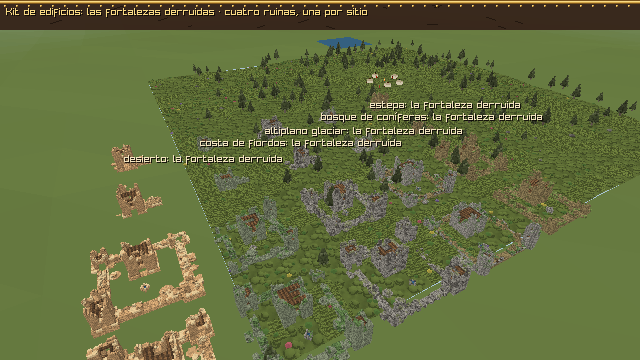 Kit de edificios: las fortalezas derruidas · cuatro ruinas, una por sitio
estepa: la fortaleza derruida
bosque de coníferas: la fortaleza derruida
altiplano glaciar: la fortaleza derruida
costa de fiordos: la fortaleza derruida
desierto: la fortaleza derruida